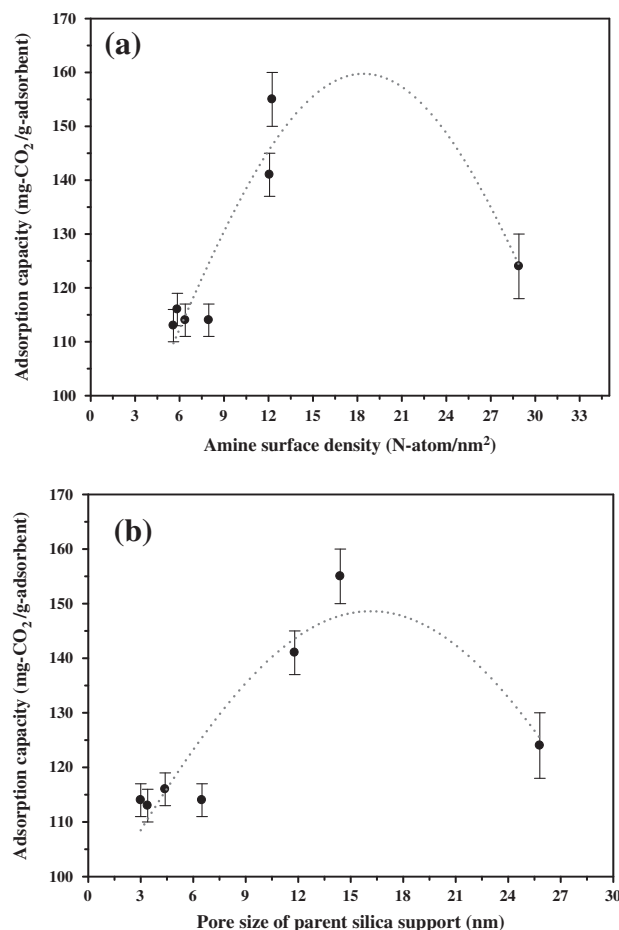 (a)
170
160
150
140
130
120
110
100
Adsorption capacity (mg-CO₂/g-adsorbent)
0 3 6 9 12 15 18 21 24 27 30 33
Amine surface density (N-atom/nm²)
(b)
170
160
150
140
130
120
110
100
Adsorption capacity (mg-CO₂/g-adsorbent)
0 3 6 9 12 15 18 21 24 27 30
Pore size of parent silica support (nm)